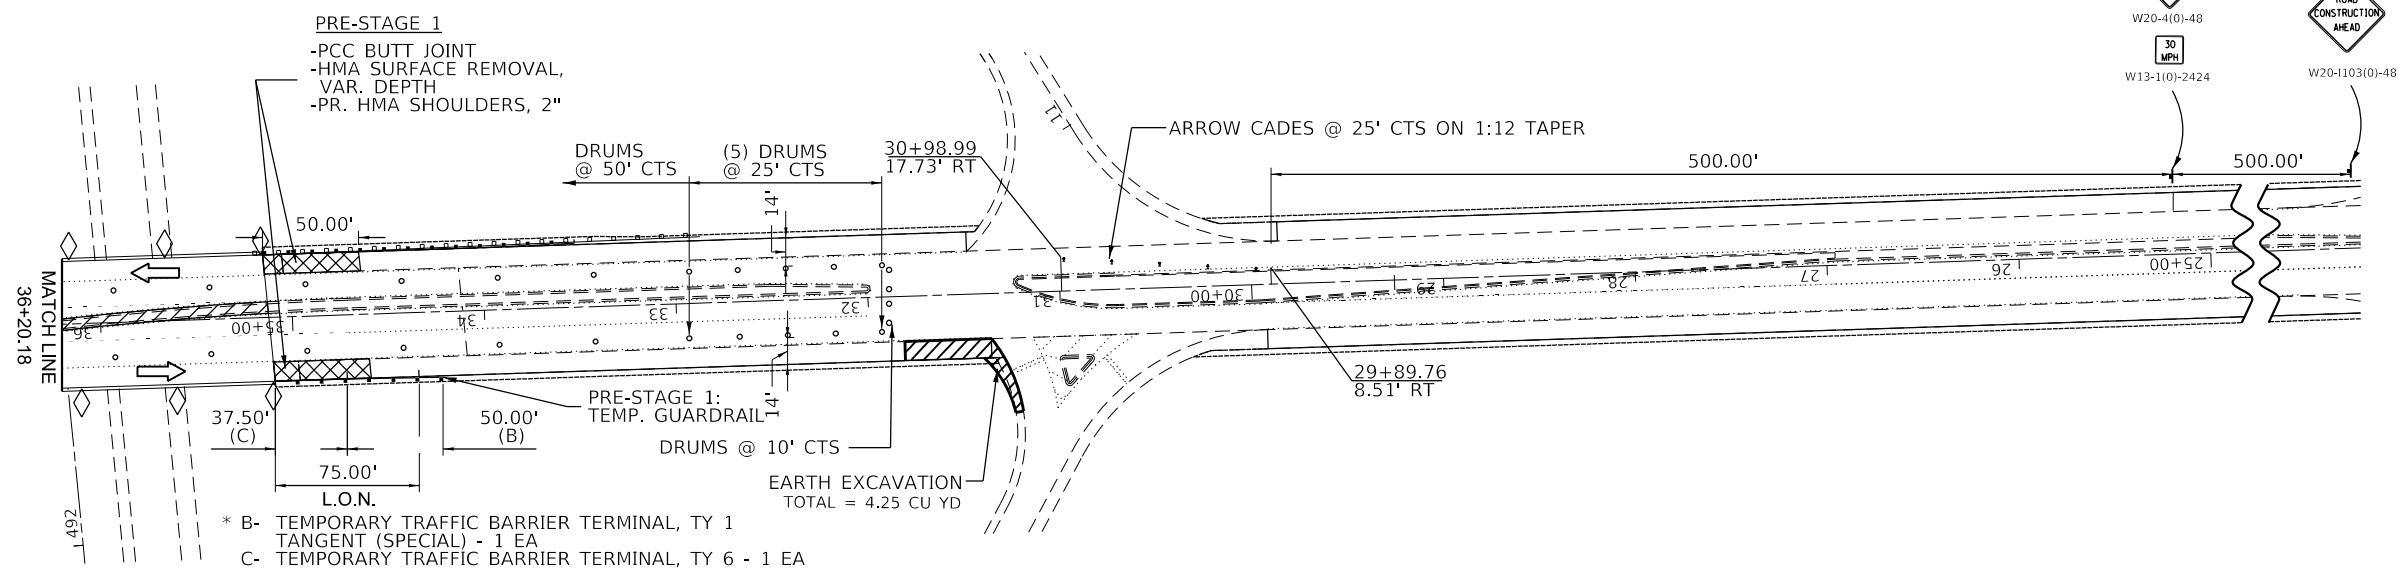 PRE-STAGE 1
-PCC BUTT JOINT
-HMA SURFACE REMOVAL,
VAR. DEPTH
-PR. HMA SHOULDERS, 2"
W20-4(0)-48
30
MPH
W13-1(0)-2424
CONSTRUCTION
AHEAD
W20-I103(0)-48
DRUMS
@ 50' CTS
(5) DRUMS
@ 25' CTS
30+98.99
17.73' RT
11
ARROW CADES @ 25' CTS ON 1:12 TAPER
500.00'
500.00'
50.00'
14'
MATCH LINE
36+20.18
36
35+00
34
33
32
31
30+00
29
28
27
26
25+00
29+89.76
8.51' RT
14'
37.50'
(C)
50.00'
(B)
PRE-STAGE 1:
TEMP. GUARDRAIL
DRUMS @ 10' CTS
75.00'
L.O.N.
EARTH EXCAVATION
TOTAL = 4.25 CU YD
492
* B- TEMPORARY TRAFFIC BARRIER TERMINAL, TY 1
TANGENT (SPECIAL) - 1 EA
C- TEMPORARY TRAFFIC BARRIER TERMINAL, TY 6 - 1 EA